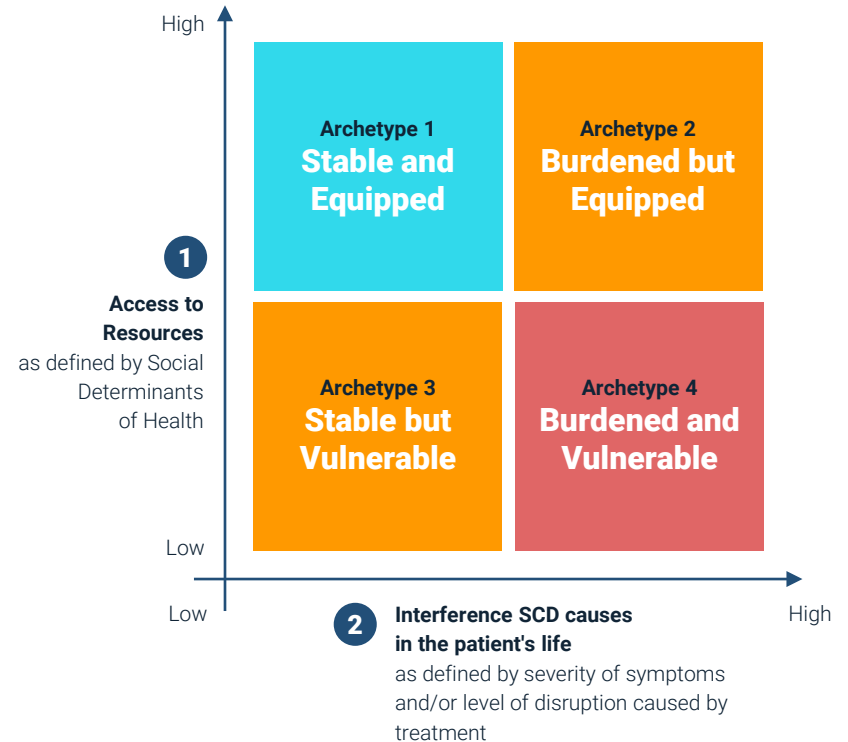 High
Archetype 1
Stable and
Equipped
Archetype 2
Burdened but
Equipped
1
Access to
Resources
as defined by Social
Determinants
of Health
Archetype 3
Stable but
Vulnerable
Archetype 4
Burdened and
Vulnerable
Low
Low
High
2
Interference SCD causes
in the patient's life
as defined by severity of symptoms
and/or level of disruption caused by
treatment